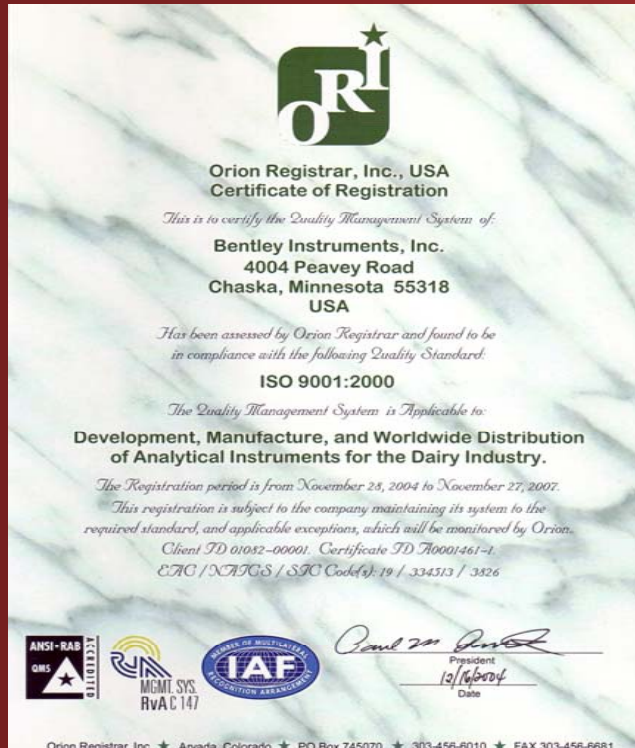 ORI
Orion Registrar, Inc., USA
Certificate of Registration
This is to certify the Quality Management System of:
Bentley Instruments, Inc.
4004 Peavey Road
Chaska, Minnesota 55318
USA
Has been assessed by Orion Registrar and found to be
in compliance with the following Quality Standard:
ISO 9001:2000
The Quality Management System is Applicable to:
Development, Manufacture, and Worldwide Distribution
of Analytical Instruments for the Dairy Industry.
The Registration period is from November 28, 2004 to November 27, 2007.
This registration is subject to the company maintaining its system to the
required standard, and applicable exceptions, which will be monitored by Orion.
Client ID 01082-00001. Certificate ID A0001461-1.
EAC / NAICS / SIC Code(s): 19 / 334513 / 3826
ANSI-RAB
QMS
ACCREDITED
RvA
MGMT. SYS.
RvA C 147
MEMBER OF MULTILATERAL
IAF
RECOGNITION ARRANGEMENT
President
12/16/2004
Date
Orion Registrar, Inc. ★ Arvada, Colorado ★ PO Box 745070 ★ 303-456-6010 ★ FAX 303-456-6681